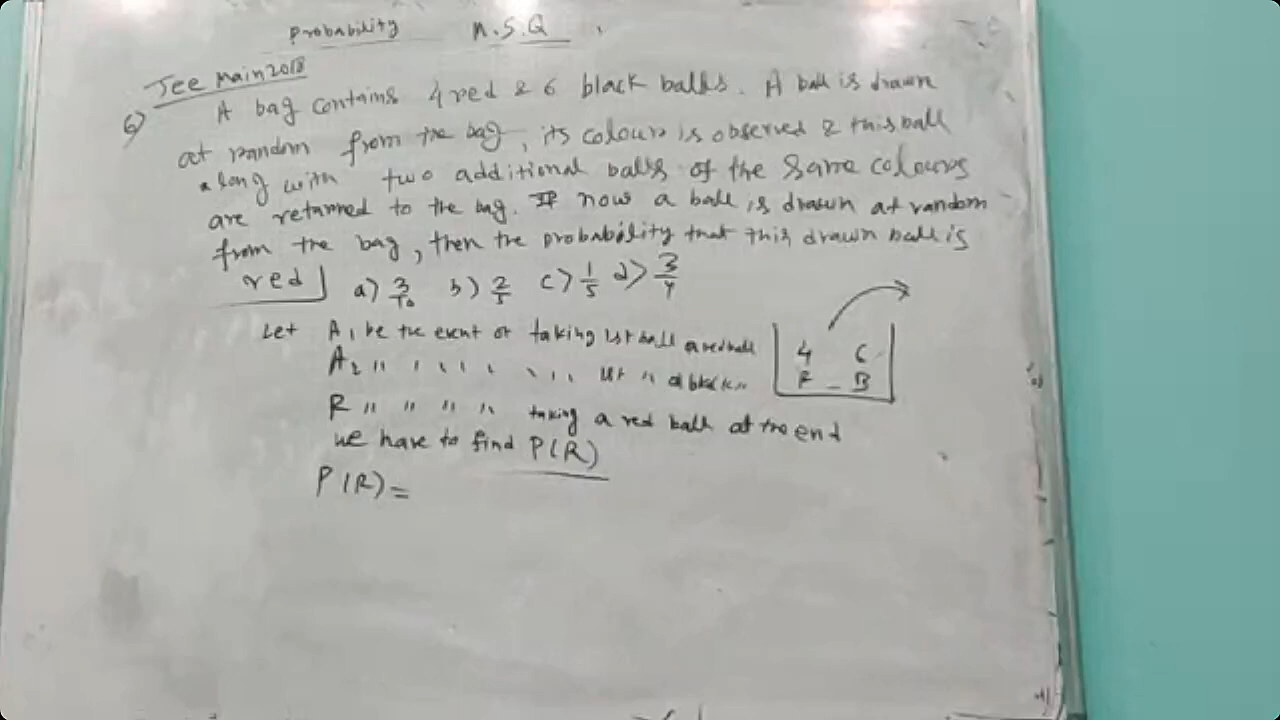 Probability M.S.Q
Jee Main 2018
6) A bag contains 4 red & 6 black balls. A ball is drawn
at random from the bag, its colour is observed & this ball
along with two additional balls of the same colours
are returned to the bag. If now a ball is drawn at random
from the bag, then the probability that this drawn ball is
red a) 3/10 b) 2/5 c) 1/5 d) 3/4
Let A1 be the event of taking 1st ball a red ball
A2 " " " " " " 1st " a black "
R " " " " taking a red ball at the end
we have to find P(R)
P(R) =
4 6
R B